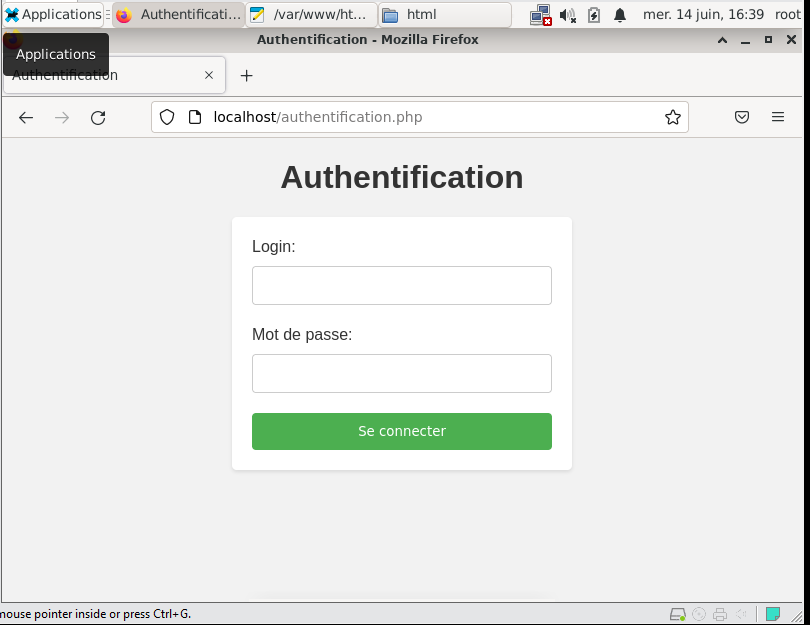 Applications
Authentificati...
/var/www/ht...
html
mer. 14 juin, 16:39
root
Authentification - Mozilla Firefox
Applications
Authentification
localhost/authentification.php
Authentification
Login:
Mot de passe:
Se connecter
mouse pointer inside or press Ctrl+G.